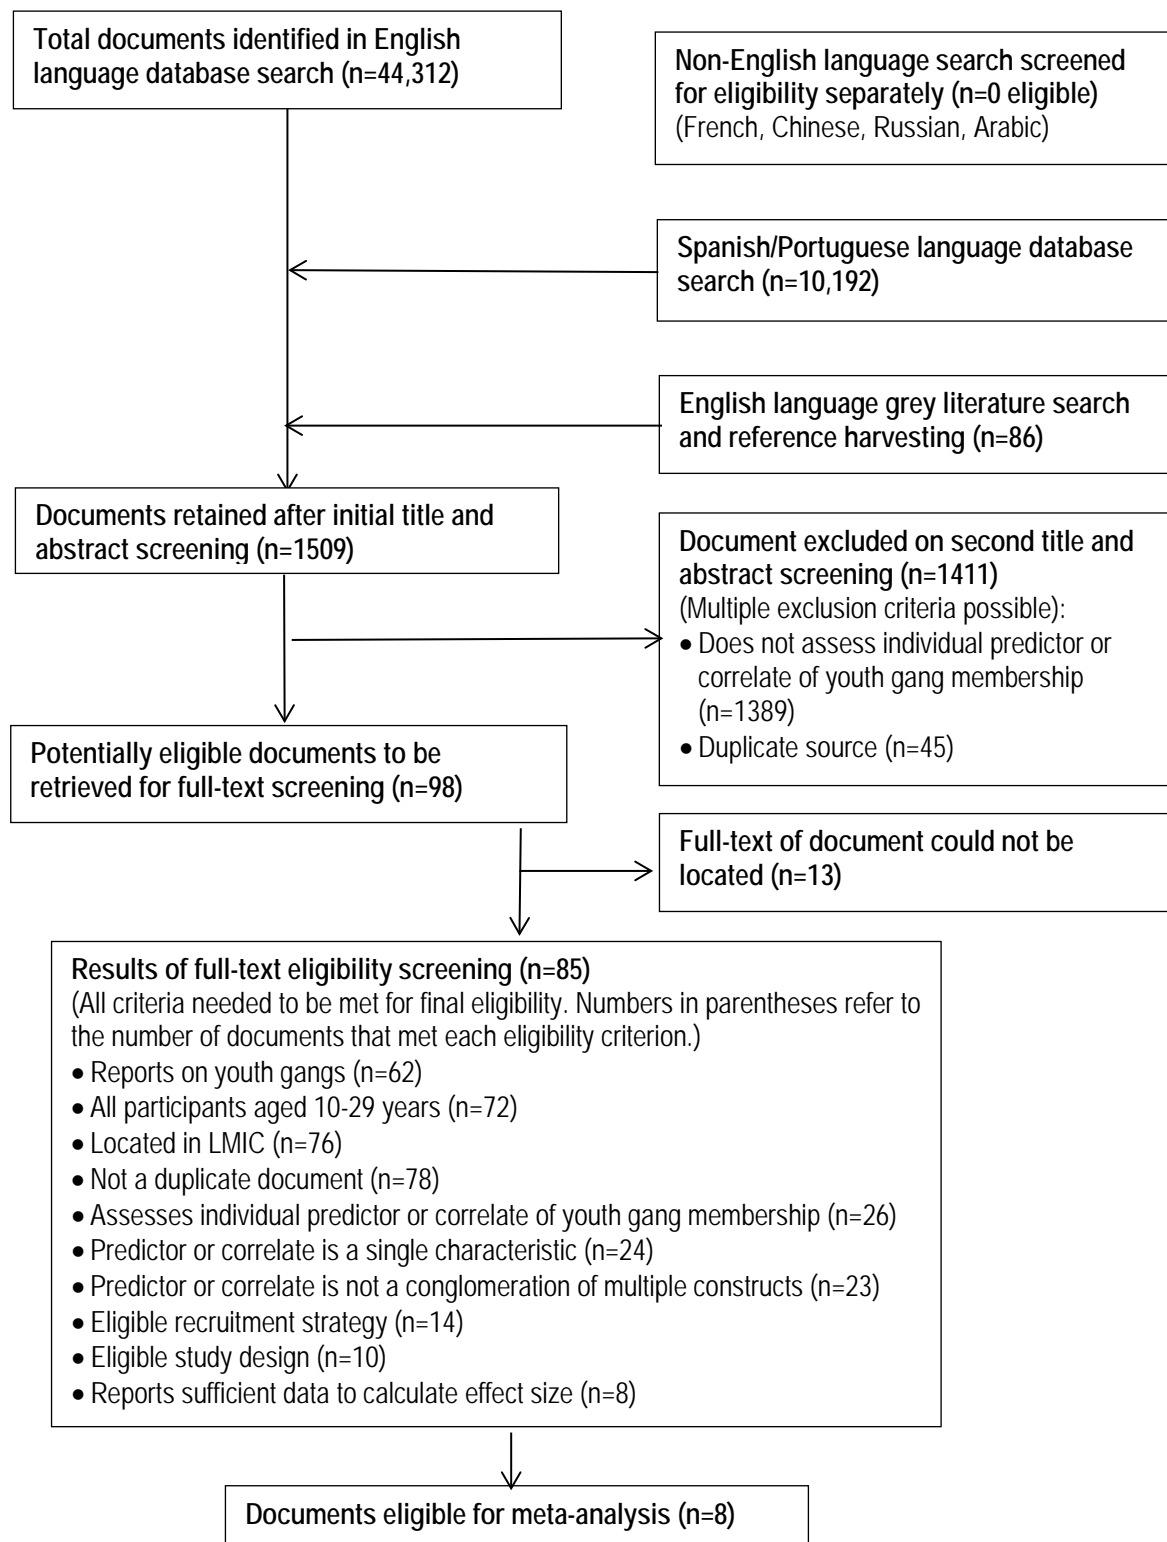 Total documents identified in English
language database search (n=44,312)
Non-English language search screened
for eligibility separately (n=0 eligible)
(French, Chinese, Russian, Arabic)
Spanish/Portuguese language database
search (n=10,192)
English language grey literature search
and reference harvesting (n=86)
Documents retained after initial title and
abstract screening (n=1509)
Document excluded on second title and
abstract screening (n=1411)
(Multiple exclusion criteria possible):
• Does not assess individual predictor or
correlate of youth gang membership
(n=1389)
• Duplicate source (n=45)
Potentially eligible documents to be
retrieved for full-text screening (n=98)
Full-text of document could not be
located (n=13)
Results of full-text eligibility screening (n=85)
(All criteria needed to be met for final eligibility. Numbers in parentheses refer to
the number of documents that met each eligibility criterion.)
• Reports on youth gangs (n=62)
• All participants aged 10-29 years (n=72)
• Located in LMIC (n=76)
• Not a duplicate document (n=78)
• Assesses individual predictor or correlate of youth gang membership (n=26)
• Predictor or correlate is a single characteristic (n=24)
• Predictor or correlate is not a conglomeration of multiple constructs (n=23)
• Eligible recruitment strategy (n=14)
• Eligible study design (n=10)
• Reports sufficient data to calculate effect size (n=8)
Documents eligible for meta-analysis (n=8)